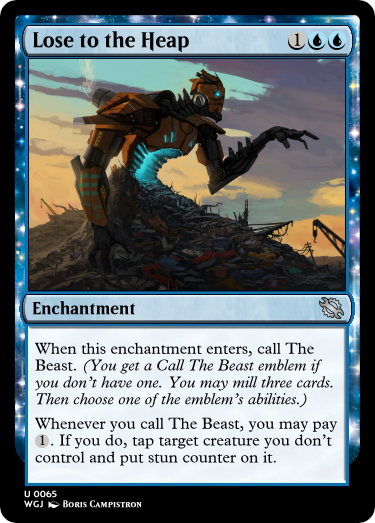 Lose to the Heap 1UU
Enchantment
When this enchantment enters, call The
Beast. (You get a Call The Beast emblem if
you don't have one. You may mill three cards.
Then choose one of the emblem's abilities.)
Whenever you call The Beast, you may pay
1. If you do, tap target creature you don't
control and put stun counter on it.
U 0065
WGJ Boris Campistron